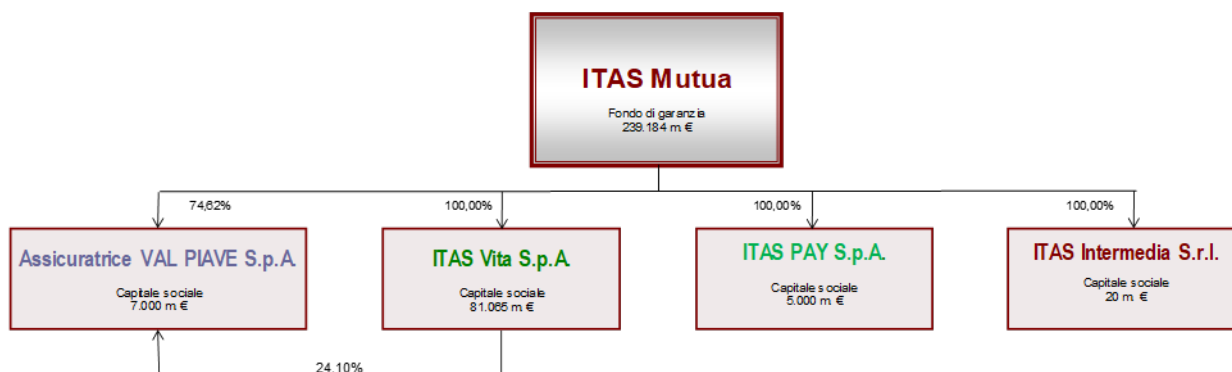 ITAS Mutua
Fondo di garanzia
239.184 m. €
74,62%
100,00%
100,00%
100,00%
Assicuratrice VAL PIAVE S.p.A.
Capitale sociale
7.000 m. €
ITAS Vita S.p.A.
Capitale sociale
81.065 m. €
ITAS PAY S.p.A.
Capitale sociale
5.000 m. €
ITAS Intermedia S.r.l.
Capitale sociale
20 m. €
24,10%